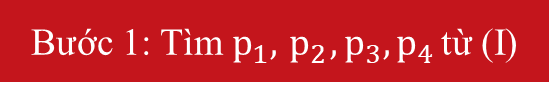 Bước 1: Tìm p₁, p₂, p₃, p₄ từ (I)